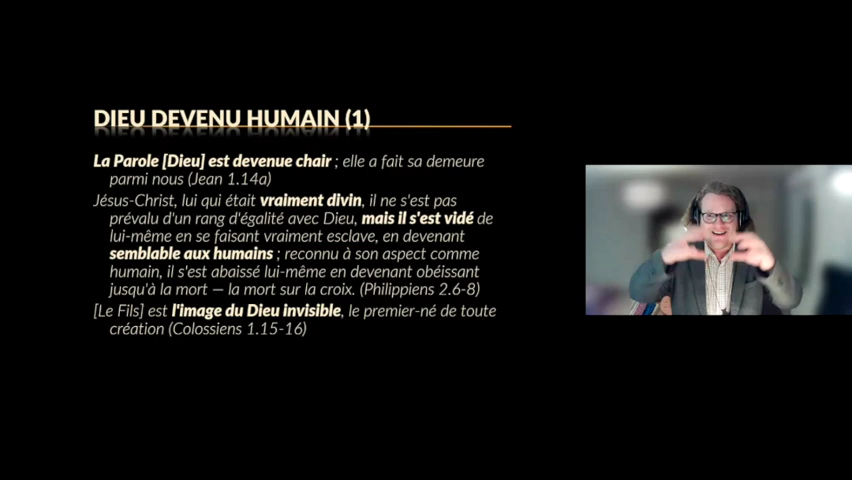 DIEU DEVENU HUMAIN (1)
La Parole [Dieu] est devenue chair ; elle a fait sa demeure
parmi nous (Jean 1.14a)
Jésus-Christ, lui qui était vraiment divin, il ne s'est pas
prévalu d'un rang d'égalité avec Dieu, mais il s'est vidé de
lui-même en se faisant vraiment esclave, en devenant
semblable aux humains ; reconnu à son aspect comme
humain, il s'est abaissé lui-même en devenant obéissant
jusqu'à la mort — la mort sur la croix. (Philippiens 2.6-8)
[Le Fils] est l'image du Dieu invisible, le premier-né de toute
création (Colossiens 1.15-16)